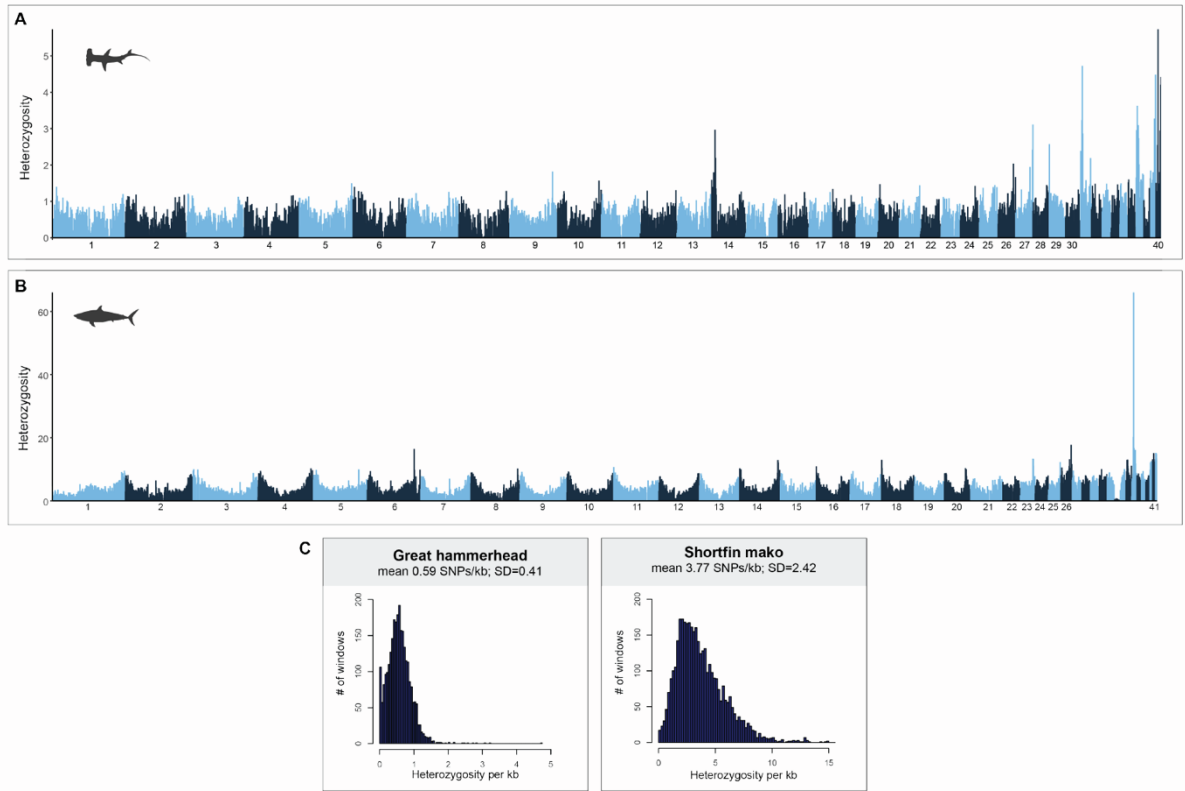 A
Heterozygosity
5
4
3
2
1
0
1 2 3 4 5 6 7 8 9 10 11 12 13 14 15 16 17 18 19 20 21 22 23 24 25 26 27 28 29 30 40
B
Heterozygosity
60
40
20
0
1 2 3 4 5 6 7 8 9 10 11 12 13 14 15 16 17 18 19 20 21 22 23 24 25 26 41
C
Great hammerhead
mean 0.59 SNPs/kb; SD=0.41
# of windows
200
150
100
50
0
0 1 2 3 4 5
Heterozygosity per kb
Shortfin mako
mean 3.77 SNPs/kb; SD=2.42
# of windows
200
150
100
50
0
0 5 10 15
Heterozygosity per kb